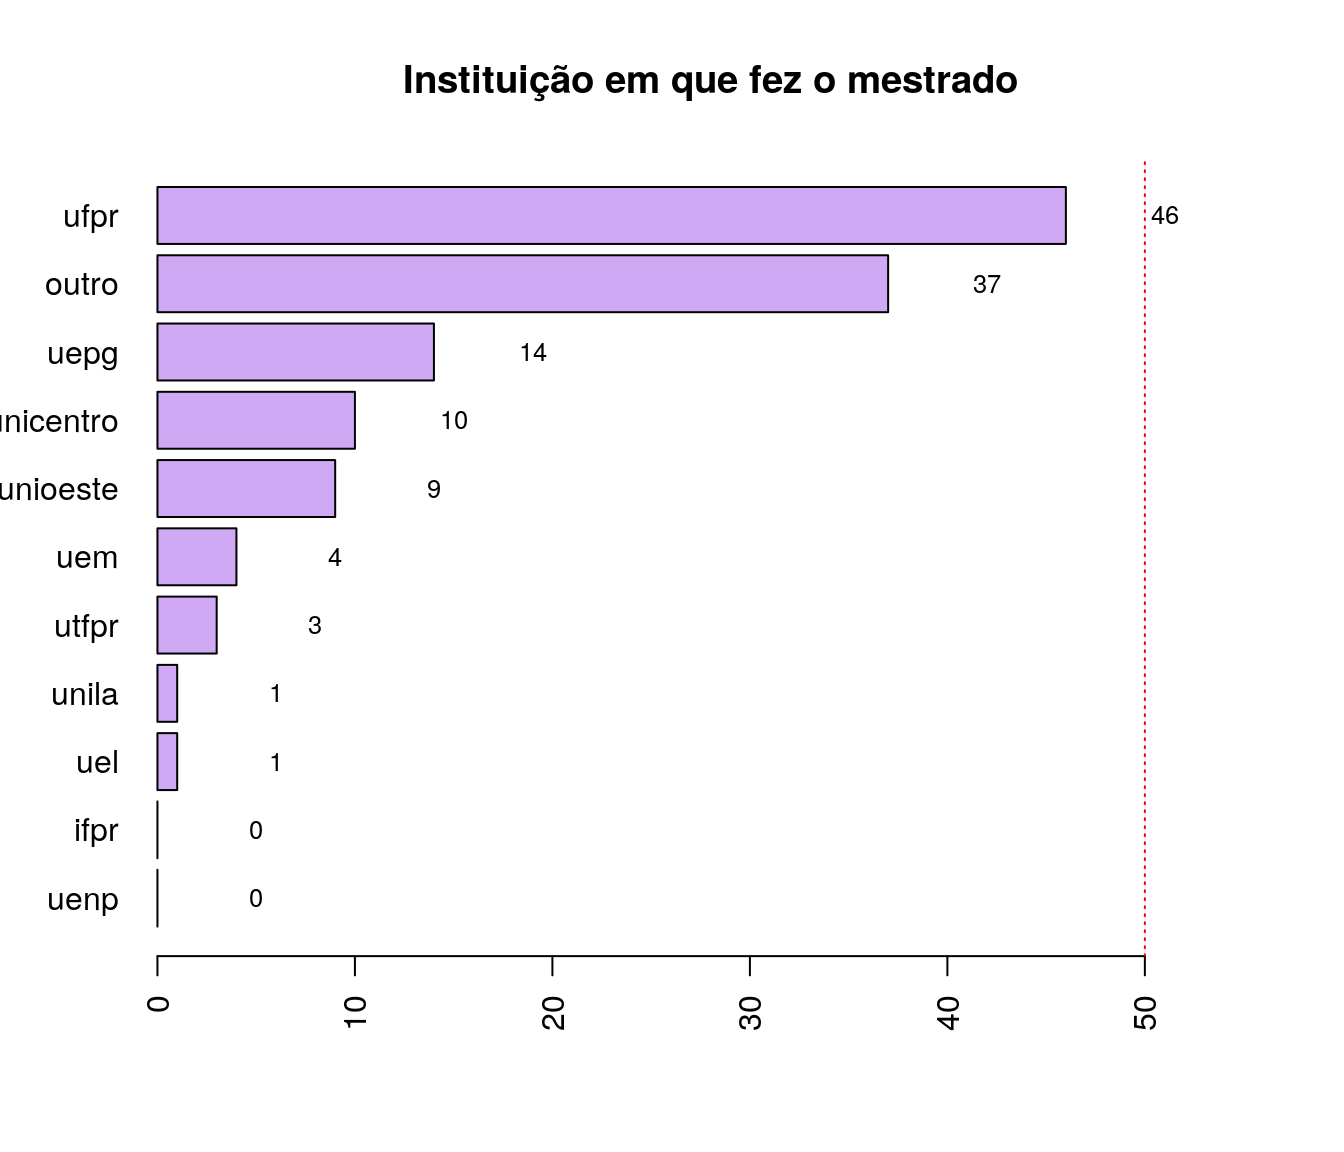 Instituição em que fez o mestrado
ufpr 46
outro 37
uepg 14
unicentro 10
unioeste 9
uem 4
utfpr 3
unila 1
uel 1
ifpr 0
uenp 0
0 10 20 30 40 50